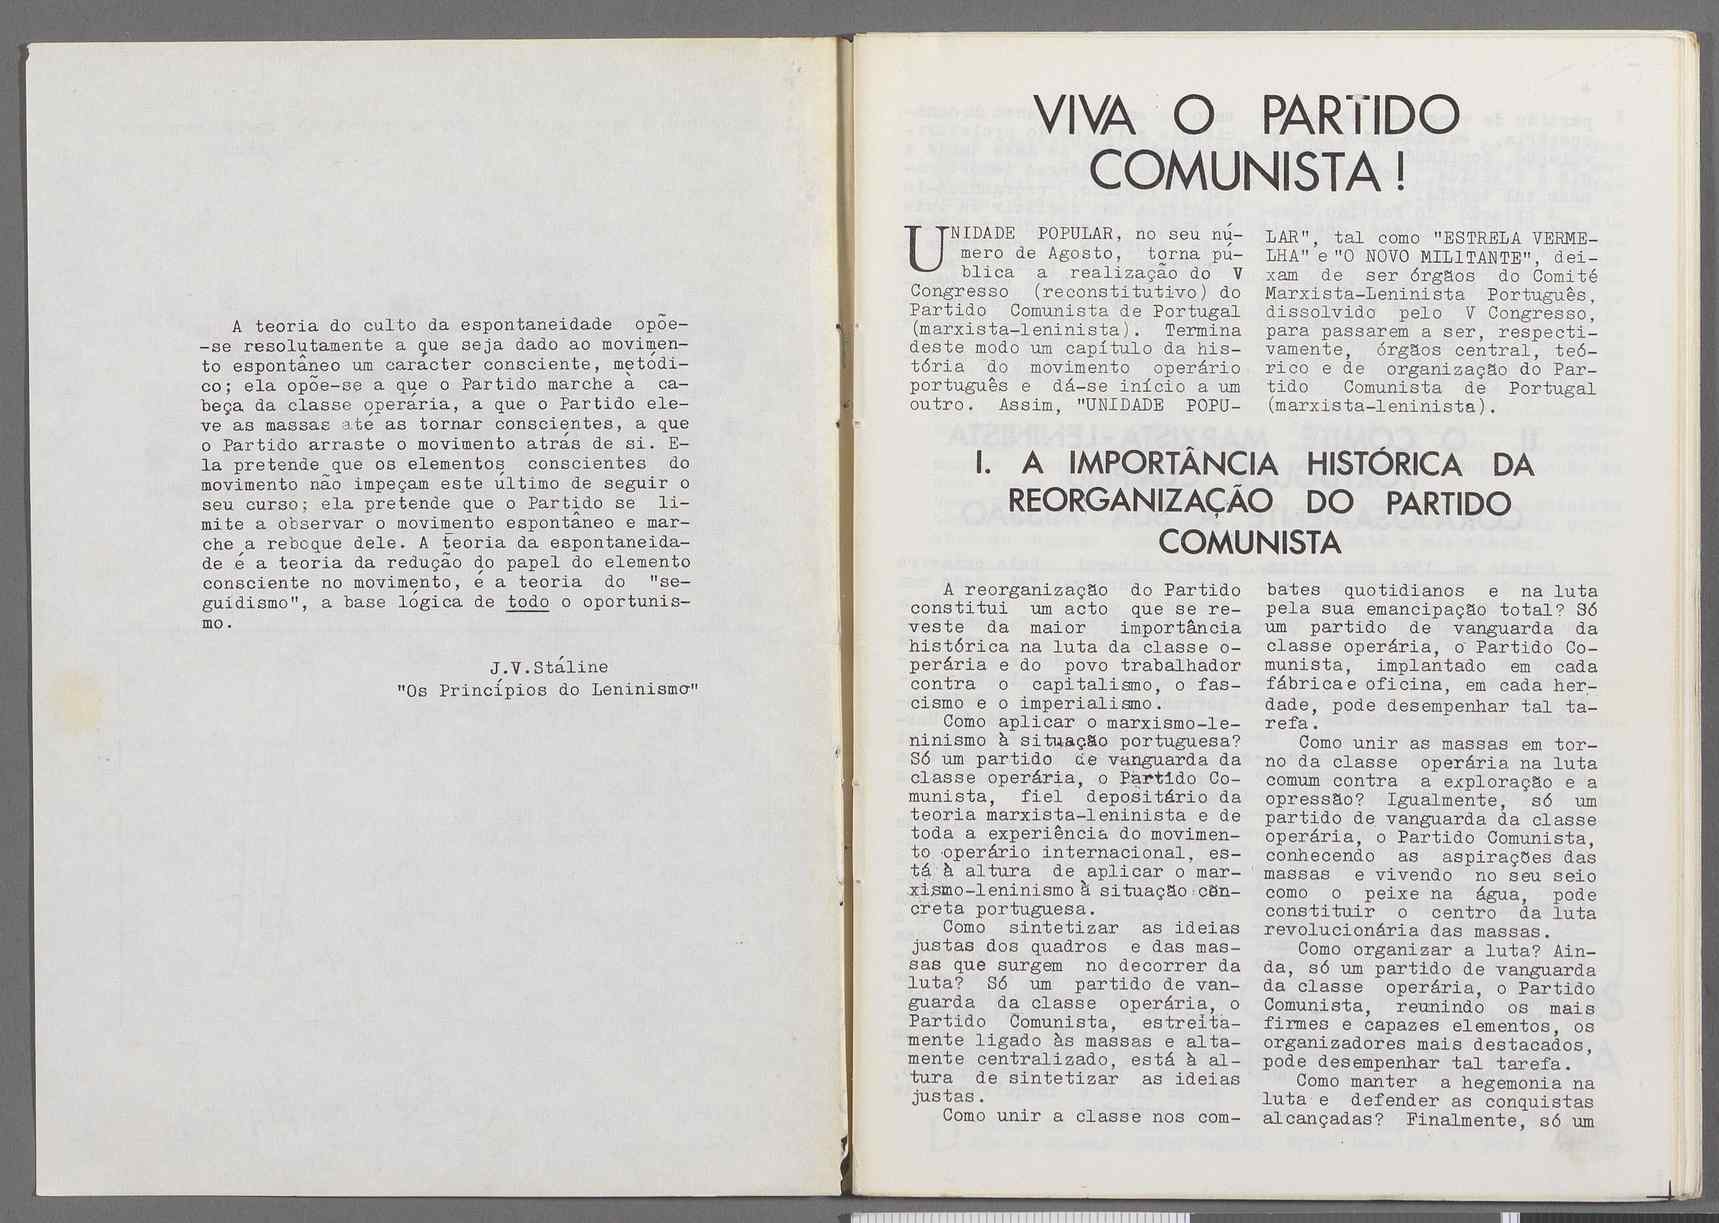 A teoria do culto da espontaneidade opõe-
-se resolutamente a que seja dado ao movimen-
to espontâneo um carácter consciente, metódi-
co; ela opõe-se a que o Partido marche à ca-
beça da classe operária, a que o Partido ele-
ve as massas até as tornar conscientes, a que
o Partido arraste o movimento atrás de si. E-
la pretende que os elementos conscientes do
movimento não impeçam este último de seguir o
seu curso; ela pretende que o Partido se li-
mite a observar o movimento espontâneo e mar-
che a reboque dele. A teoria da espontaneida-
de é a teoria da redução do papel do elemento
consciente no movimento, é a teoria do "se-
guidismo", a base lógica de todo o oportunis-
mo.
J.V.Stáline
"Os Princípios do Leninismo"
VIVA O PARTIDO
COMUNISTA !
UNIDADE POPULAR, no seu nú-
mero de Agosto, torna pú-
blica a realização do V
Congresso (reconstitutivo) do
Partido Comunista de Portugal
(marxista-leninista). Termina
deste modo um capítulo da his-
tória do movimento operário
português e dá-se início a um
outro. Assim, "UNIDADE POPU-
LAR", tal como "ESTRELA VERME-
LHA" e "O NOVO MILITANTE", dei-
xam de ser órgãos do Comité
Marxista-Leninista Português,
dissolvido pelo V Congresso,
para passarem a ser, respecti-
vamente, órgãos central, teó-
rico e de organização do Par-
tido Comunista de Portugal
(marxista-leninista).
I. A IMPORTÂNCIA HISTÓRICA DA
REORGANIZAÇÃO DO PARTIDO
COMUNISTA
A reorganização do Partido
constitui um acto que se re-
veste da maior importância
histórica na luta da classe o-
perária e do povo trabalhador
contra o capitalismo, o fas-
cismo e o imperialismo.
Como aplicar o marxismo-le-
ninismo à situação portuguesa?
Só um partido de vanguarda da
classe operária, o Partido Co-
munista, fiel depositário da
teoria marxista-leninista e de
toda a experiência do movimen-
to operário internacional, es-
tá à altura de aplicar o mar-
xismo-leninismo à situação con-
creta portuguesa.
Como sintetizar as ideias
justas dos quadros e das mas-
sas que surgem no decorrer da
luta? Só um partido de van-
guarda da classe operária, o
Partido Comunista, estreita-
mente ligado às massas e alta-
mente centralizado, está à al-
tura de sintetizar as ideias
justas.
Como unir a classe nos com-
bates quotidianos e na luta
pela sua emancipação total? Só
um partido de vanguarda da
classe operária, o Partido Co-
munista, implantado em cada
fábrica e oficina, em cada her-
dade, pode desempenhar tal ta-
refa.
Como unir as massas em tor-
no da classe operária na luta
comum contra a exploração e a
opressão? Igualmente, só um
partido de vanguarda da classe
operária, o Partido Comunista,
conhecendo as aspirações das
massas e vivendo no seu seio
como o peixe na água, pode
constituir o centro da luta
revolucionária das massas.
Como organizar a luta? Ain-
da, só um partido de vanguarda
da classe operária, o Partido
Comunista, reunindo os mais
firmes e capazes elementos, os
organizadores mais destacados,
pode desempenhar tal tarefa.
Como manter a hegemonia na
luta e defender as conquistas
alcançadas? Finalmente, só um